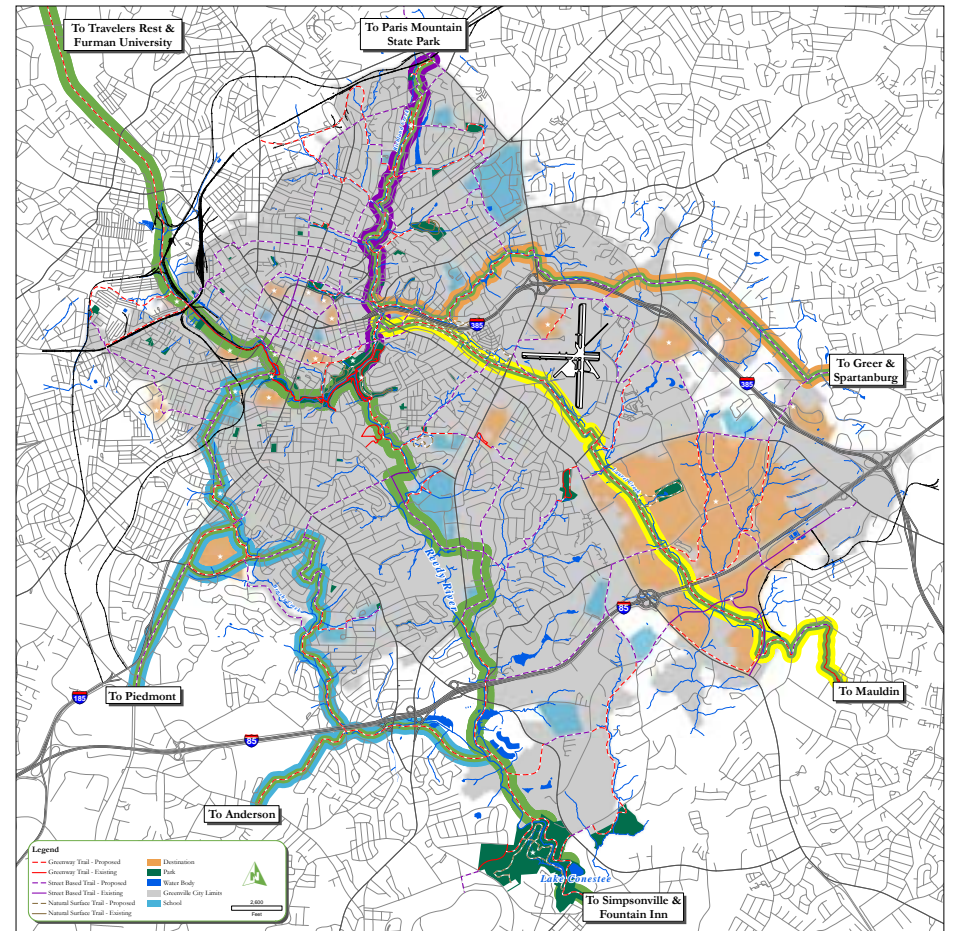 To Travelers Rest &
Furman University
To Paris Mountain
State Park
385
To Greer &
Spartanburg
385
Reedy River
85
To Piedmont
185
To Mauldin
85
To Anderson
Lake Conestee
To Simpsonville &
Fountain Inn
Legend
Greenway Trail - Proposed
Greenway Trail - Existing
Street Based Trail - Proposed
Street Based Trail - Existing
Natural Surface Trail - Proposed
Natural Surface Trail - Existing
Destination
Park
Water Body
Greenville City Limits
School
2,600
Feet